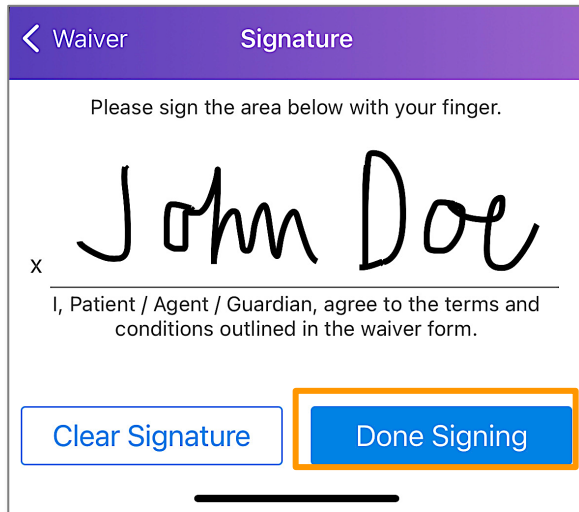 Waiver Signature
Please sign the area below with your finger.
John Doe
x
I, Patient / Agent / Guardian, agree to the terms and
conditions outlined in the waiver form.
Clear Signature Done Signing